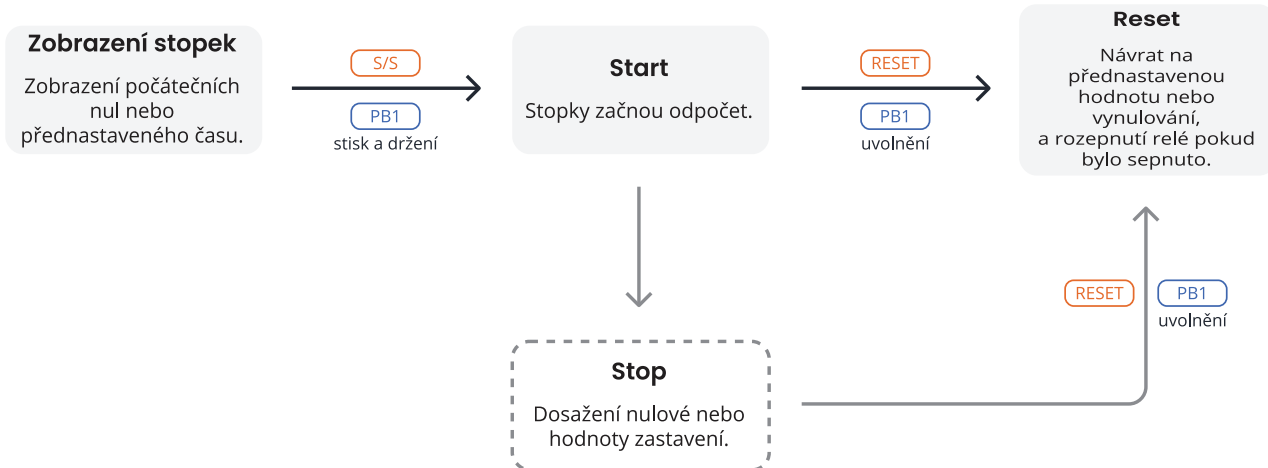 Zobrazení stopek
Zobrazení počátečních
nul nebo
přednastaveného času.
S/S
PB1
stisk a držení
Start
Stopky začnou odpočet.
RESET
PB1
uvolnění
Reset
Návrat na
přednastavenou
hodnotu nebo
vynulování,
a rozepnutí relé pokud
bylo sepnuto.
RESET
PB1
uvolnění
Stop
Dosažení nulové nebo
hodnoty zastavení.